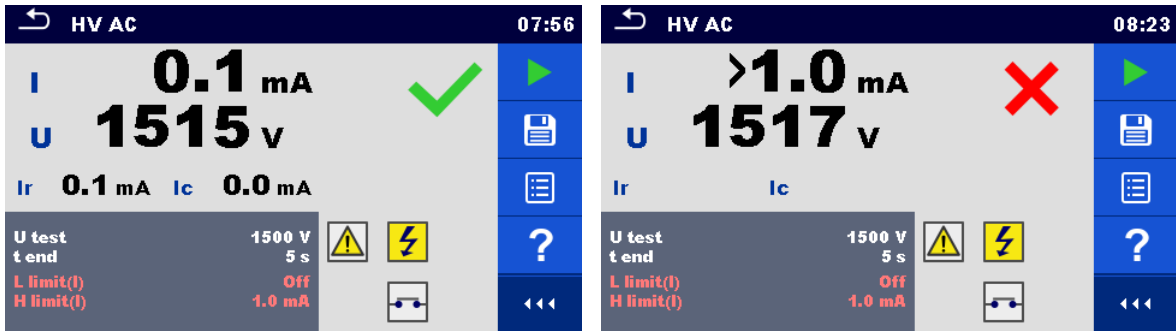 HV AC 07:56
I 0.1 mA
U 1515 V
Ir 0.1 mA Ic 0.0 mA
U test 1500 V
t end 5 s
L limit(I) Off
H limit(I) 1.0 mA
?
HV AC 08:23
I >1.0 mA
U 1517 V
Ir Ic
U test 1500 V
t end 5 s
L limit(I) Off
H limit(I) 1.0 mA
?